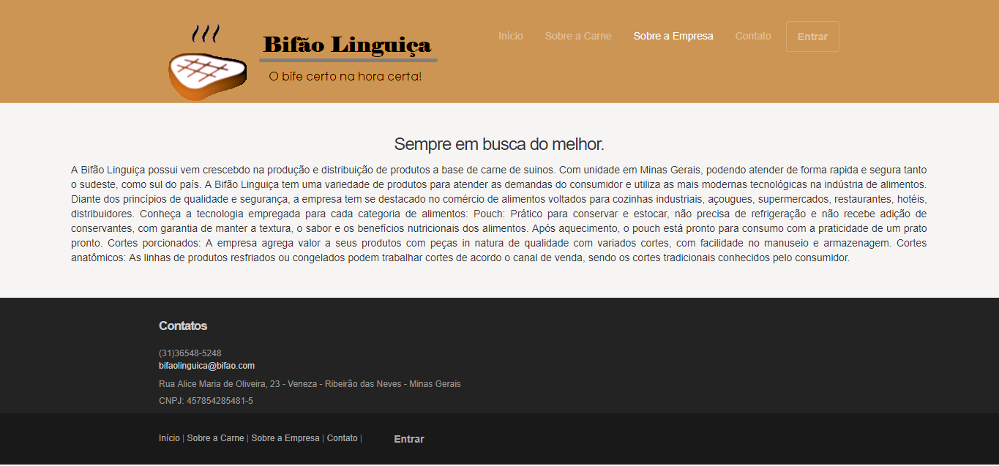 Bifão Linguiça
O bife certo na hora certa!
Início Sobre a Carne Sobre a Empresa Contato Entrar
Sempre em busca do melhor.
A Bifão Linguiça possui vem crescebdo na produção e distribuição de produtos a base de carne de suinos. Com unidade em Minas Gerais, podendo atender de forma rapida e segura tanto
o sudeste, como sul do país. A Bifão Linguiça tem uma variedade de produtos para atender as demandas do consumidor e utiliza as mais modernas tecnológicas na indústria de alimentos.
Diante dos princípios de qualidade e segurança, a empresa tem se destacado no comércio de alimentos voltados para cozinhas industriais, açougues, supermercados, restaurantes, hotéis,
distribuidores. Conheça a tecnologia empregada para cada categoria de alimentos: Pouch: Prático para conservar e estocar, não precisa de refrigeração e não recebe adição de
conservantes, com garantia de manter a textura, o sabor e os benefícios nutricionais dos alimentos. Após aquecimento, o pouch está pronto para consumo com a praticidade de um prato
pronto. Cortes porcionados: A empresa agrega valor a seus produtos com peças in natura de qualidade com variados cortes, com facilidade no manuseio e armazenagem. Cortes
anatômicos: As linhas de produtos resfriados ou congelados podem trabalhar cortes de acordo o canal de venda, sendo os cortes tradicionais conhecidos pelo consumidor.
Contatos
(31)36548-5248
bifaolinguica@bifao.com
Rua Alice Maria de Oliveira, 23 - Veneza - Ribeirão das Neves - Minas Gerais
CNPJ: 457854285481-5
Início | Sobre a Carne | Sobre a Empresa | Contato | Entrar